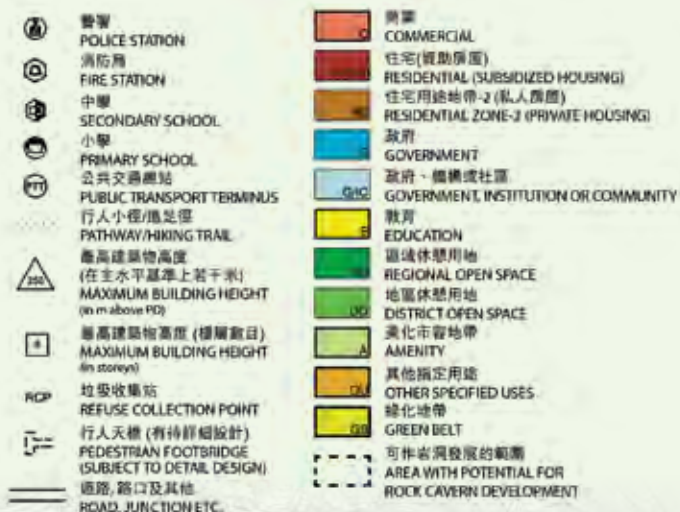 警署
POLICE STATION
消防局
FIRE STATION
中學
SECONDARY SCHOOL
小學
PRIMARY SCHOOL
PTT
公共交通總站
PUBLIC TRANSPORT TERMINUS
行人小徑/遠足徑
PATHWAY/HIKING TRAIL
最高建築物高度
(在主水平基準上若干米)
MAXIMUM BUILDING HEIGHT
(in m above PD)
最高建築物高度 (樓層數目)
MAXIMUM BUILDING HEIGHT
(in storeys)
RCP
垃圾收集站
REFUSE COLLECTION POINT
行人天橋 (有待詳細設計)
PEDESTRIAN FOOTBRIDGE
(SUBJECT TO DETAIL DESIGN)
道路, 路口及其他
ROAD, JUNCTION ETC.
C
商業
COMMERCIAL
住宅(資助房屋)
RESIDENTIAL (SUBSIDIZED HOUSING)
住宅用途地帶-2 (私人房屋)
RESIDENTIAL ZONE-2 (PRIVATE HOUSING)
G
政府
GOVERNMENT
G/IC
政府、機構或社區
GOVERNMENT, INSTITUTION OR COMMUNITY
E
教育
EDUCATION
區域休憩用地
REGIONAL OPEN SPACE
DO
地區休憩用地
DISTRICT OPEN SPACE
A
美化市容地帶
AMENITY
OU
其他指定用途
OTHER SPECIFIED USES
GB
綠化地帶
GREEN BELT
可作岩洞發展的範圍
AREA WITH POTENTIAL FOR
ROCK CAVERN DEVELOPMENT